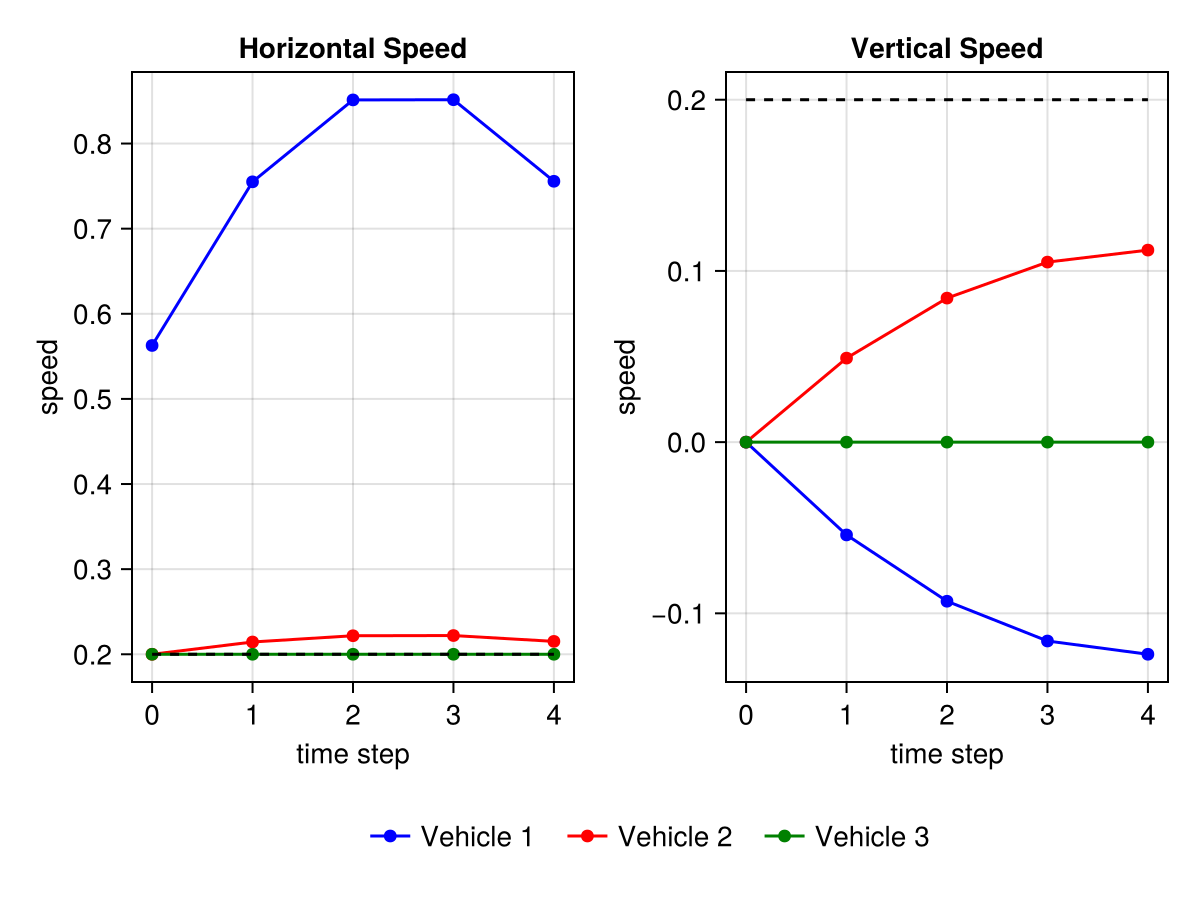 Horizontal Speed
speed
0.8
0.7
0.6
0.5
0.4
0.3
0.2
0 1 2 3 4
time step
Vertical Speed
speed
0.2
0.1
0.0
−0.1
0 1 2 3 4
time step
Vehicle 1 Vehicle 2 Vehicle 3